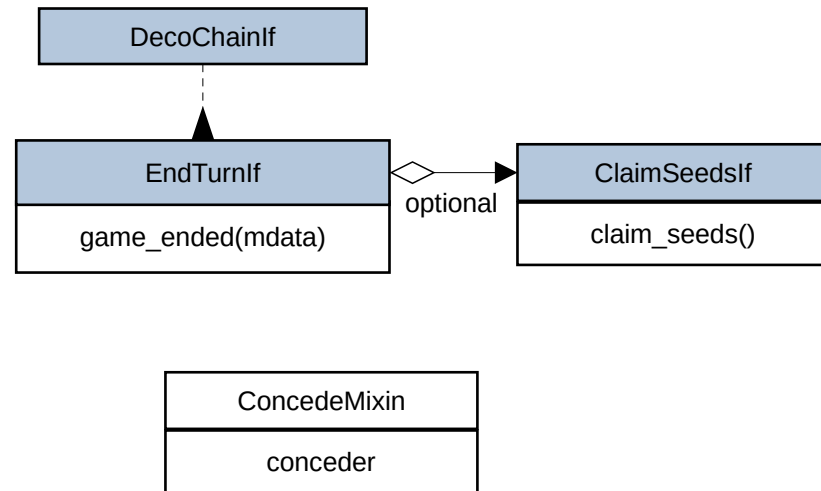 DecoChainIf
EndTurnIf
game_ended(mdata)
optional
ClaimSeedsIf
claim_seeds()
ConcedeMixin
conceder